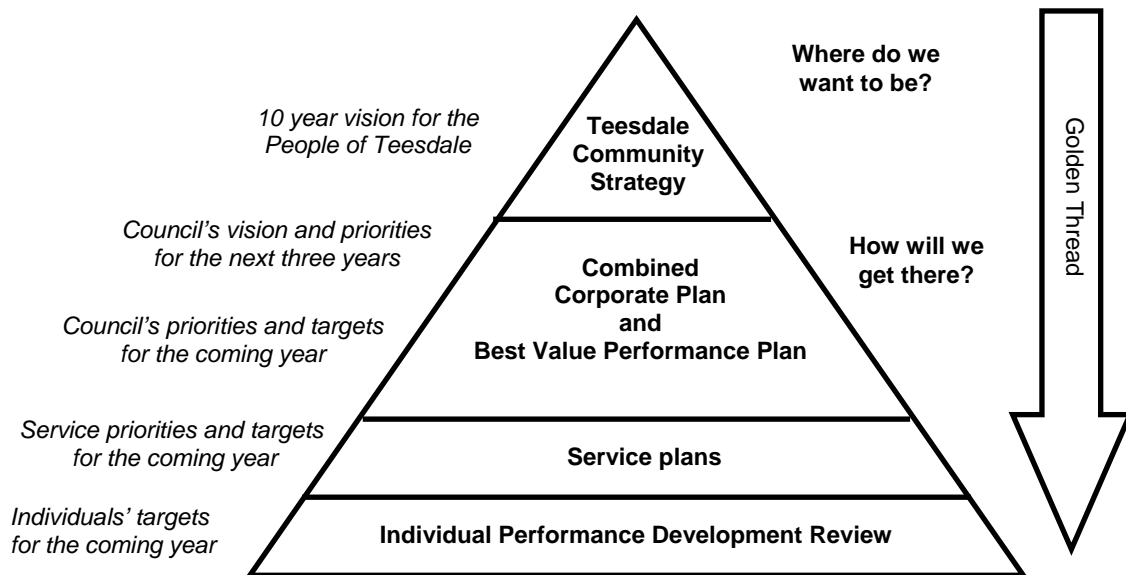 Where do we
want to be?
10 year vision for the
People of Teesdale
Teesdale
Community
Strategy
Golden Thread
Council’s vision and priorities
for the next three years
How will we
get there?
Combined
Corporate Plan
and
Best Value Performance Plan
Council’s priorities and targets
for the coming year
Service priorities and targets
for the coming year
Service plans
Individuals’ targets
for the coming year
Individual Performance Development Review